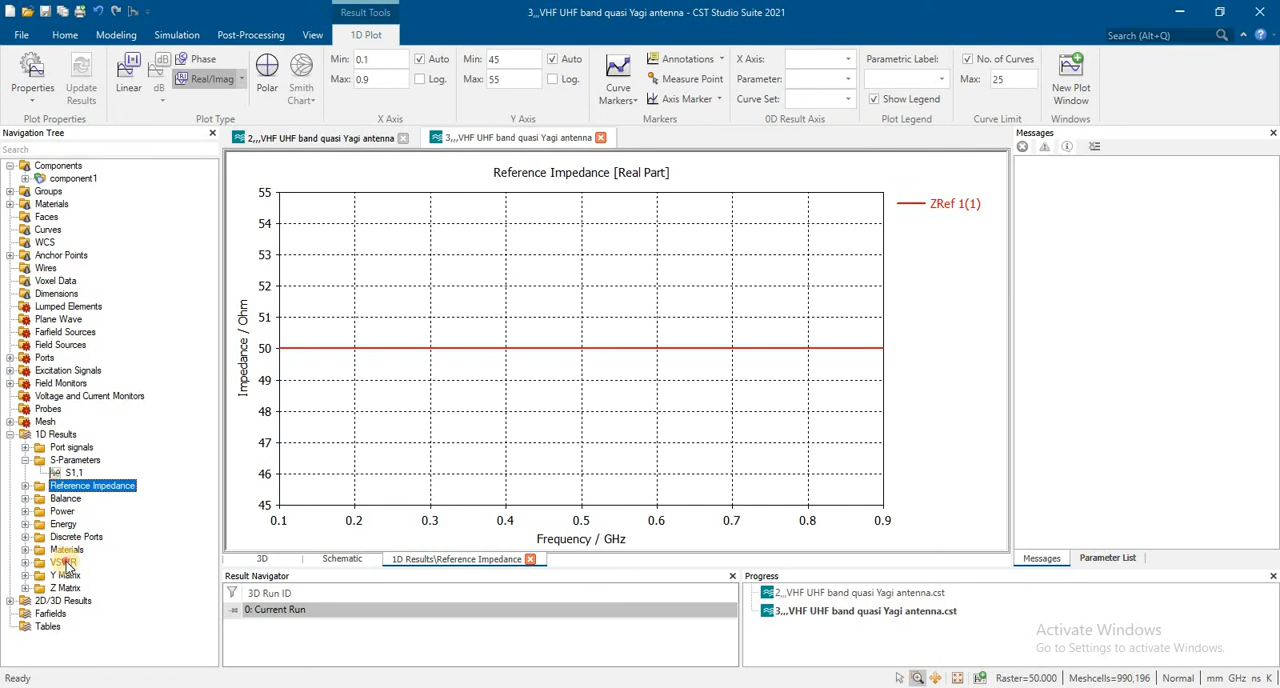 Result Tools
3,,,VHF UHF band quasi Yagi antenna - CST Studio Suite 2021
File Home Modeling Simulation Post-Processing View 1D Plot Search (Alt+Q)
Properties
Update Results
Plot Properties
Linear
dB
Phase
Real/Imag
Polar
Smith Chart
Plot Type
Min: 0.1 Auto
Max: 0.9 Log.
X Axis
Min: 45 Auto
Max: 55 Log.
Y Axis
Curve Markers
Annotations
Measure Point
Axis Marker
Markers
X Axis:
Parameter:
Curve Set:
0D Result Axis
Parametric Label:
Show Legend
Plot Legend
No. of Curves
Max: 25
Curve Limit
New Plot Window
Windows
Navigation Tree
Search
Components
component1
Groups
Materials
Faces
Curves
WCS
Anchor Points
Wires
Voxel Data
Dimensions
Lumped Elements
Plane Wave
Farfield Sources
Field Sources
Ports
Excitation Signals
Field Monitors
Voltage and Current Monitors
Probes
Mesh
1D Results
Port signals
S-Parameters
S1,1
Reference Impedance
Balance
Power
Energy
Discrete Ports
Materials
VSWR
Y Matrix
Z Matrix
2D/3D Results
Farfields
Tables
2,,,VHF UHF band quasi Yagi antenna
3,,,VHF UHF band quasi Yagi antenna
Reference Impedance [Real Part]
ZRef 1(1)
55
54
53
52
51
50
49
48
47
46
45
Impedance / Ohm
0.1 0.2 0.3 0.4 0.5 0.6 0.7 0.8 0.9
Frequency / GHz
3D Schematic 1D Results\Reference Impedance
Result Navigator
3D Run ID
0: Current Run
Progress
2,,,VHF UHF band quasi Yagi antenna.cst
3,,,VHF UHF band quasi Yagi antenna.cst
Messages
Messages Parameter List
Activate Windows
Go to Settings to activate Windows.
Ready
Raster=50.000 Meshcells=990,196 Normal mm GHz ns K